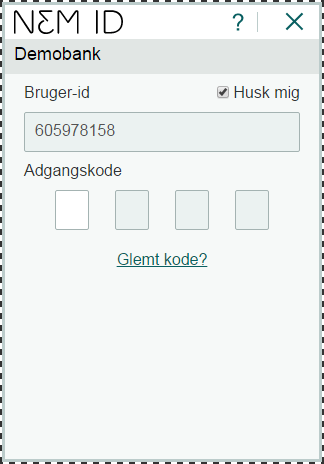 NEM ID ?
Demobank
Bruger-id Husk mig
605978158
Adgangskode
Glemt kode?